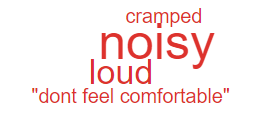 cramped
noisy
loud
"dont feel comfortable"